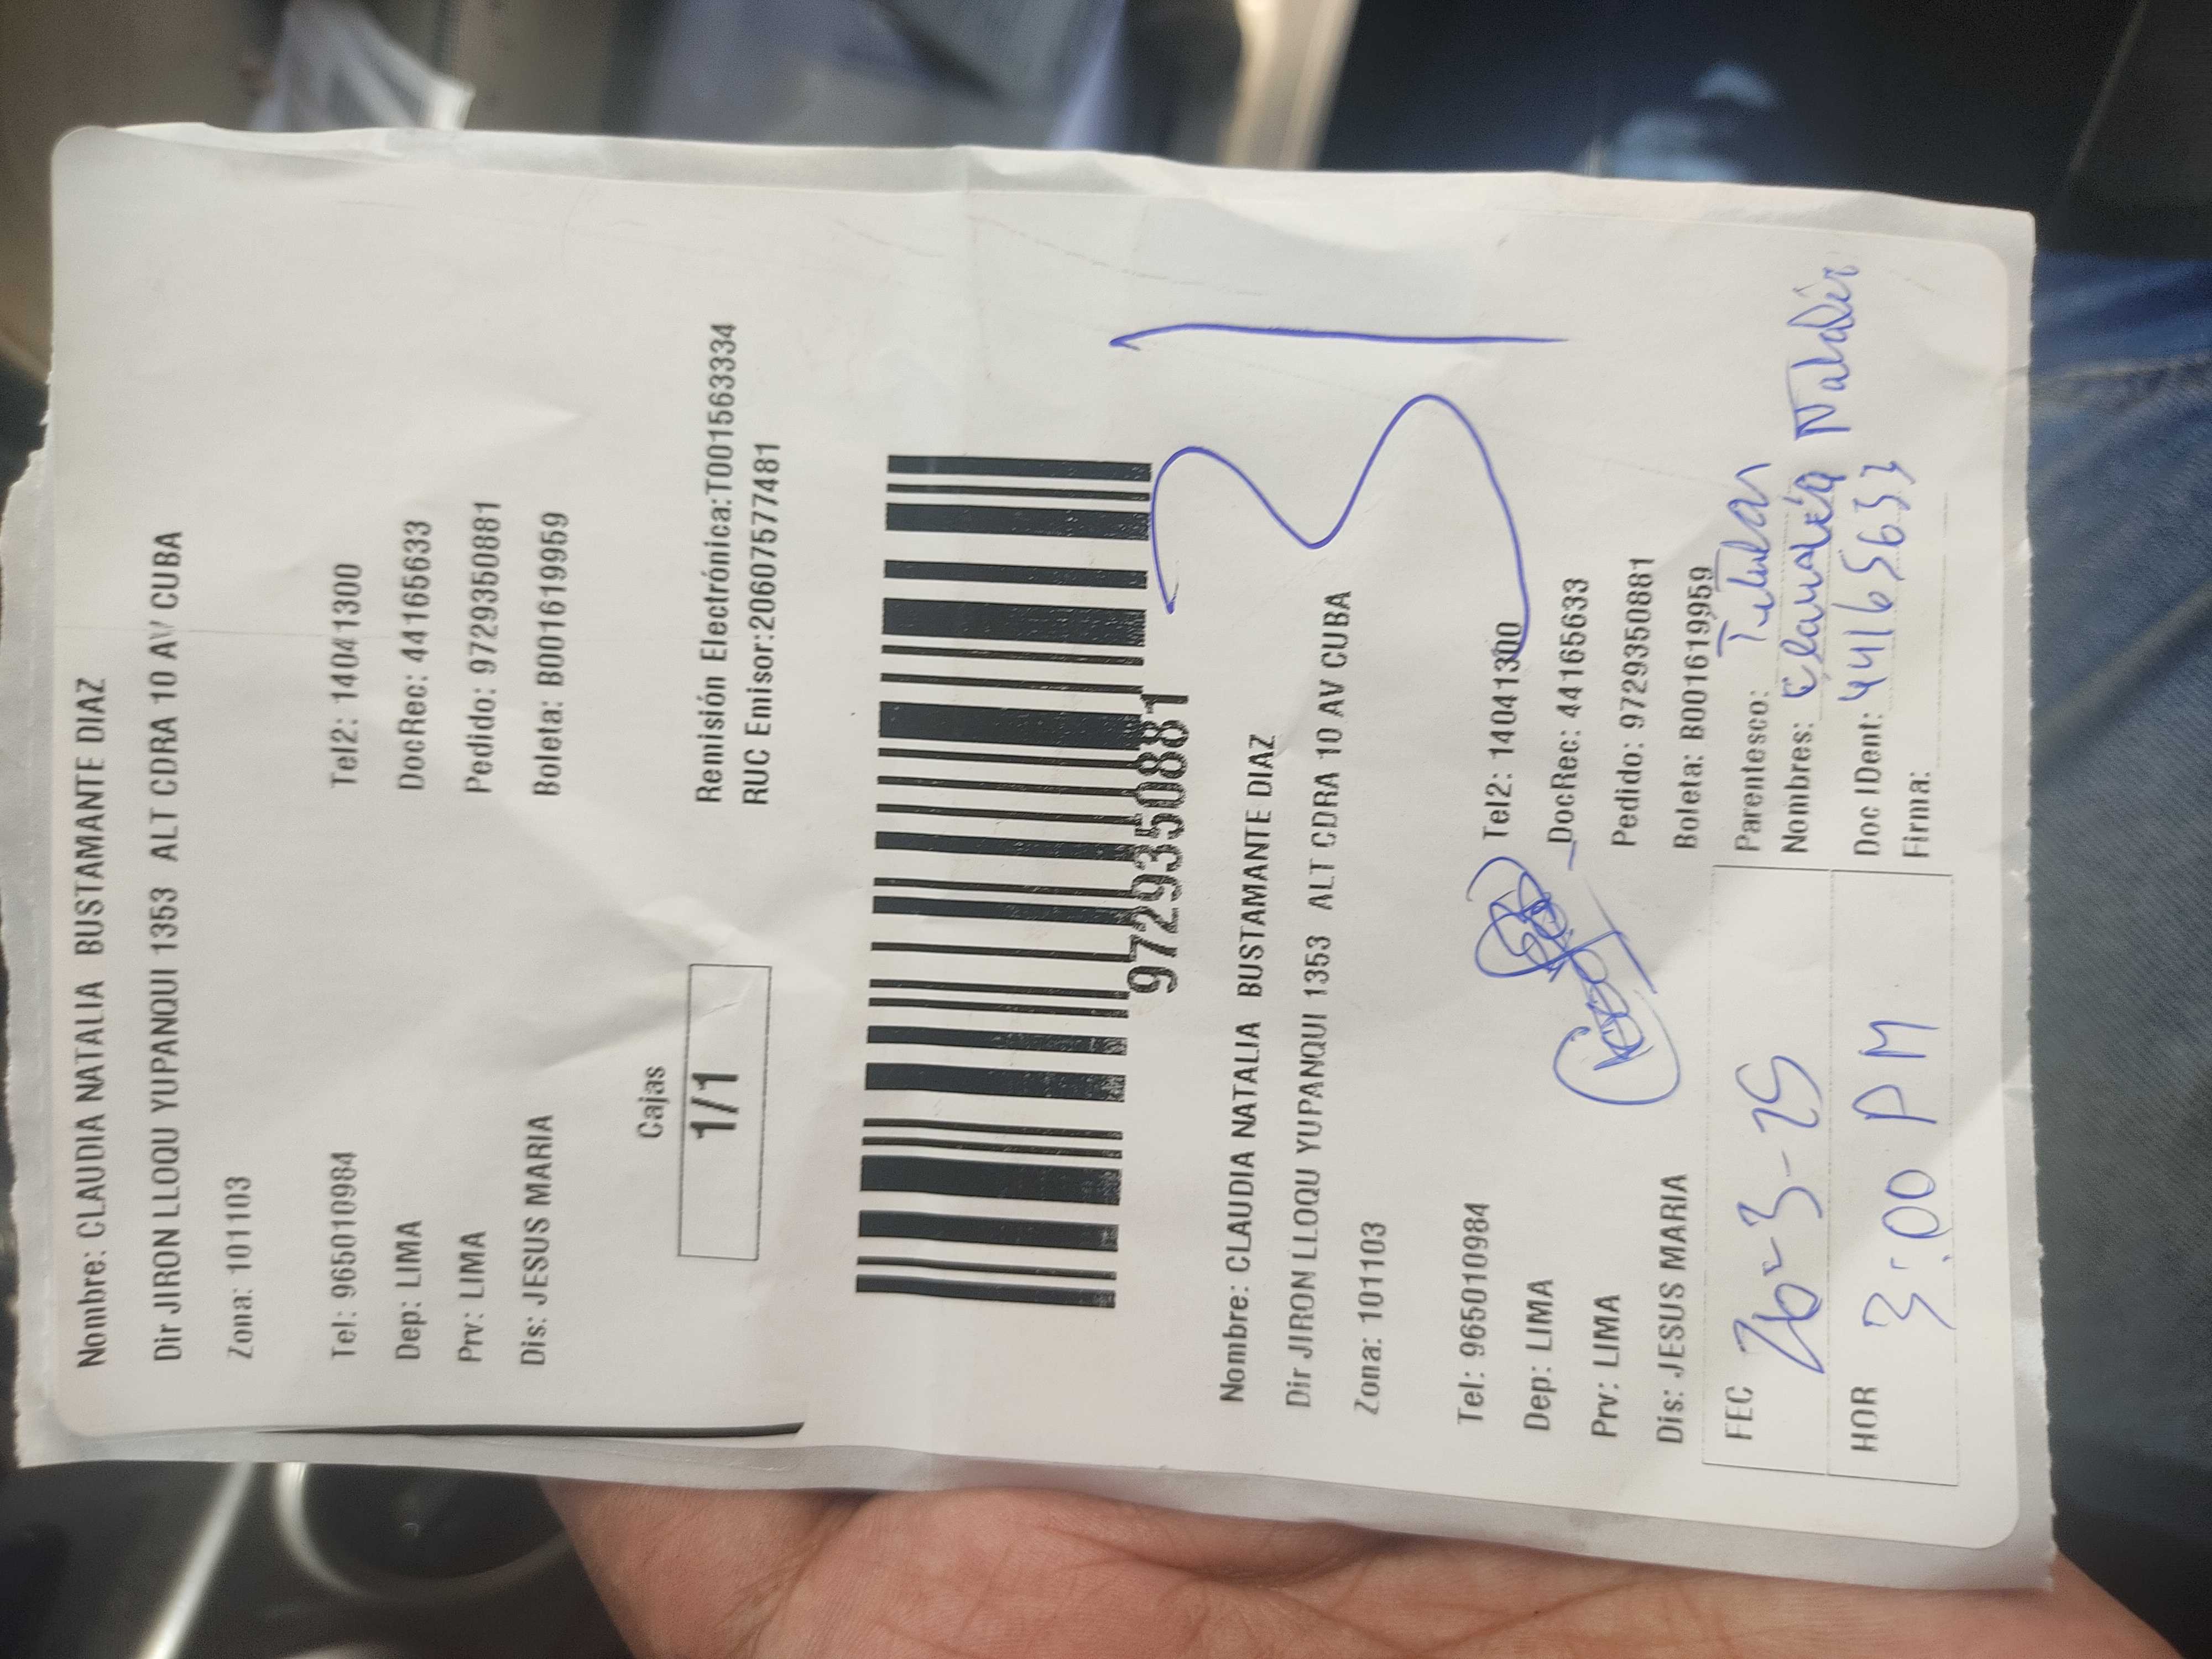 Nombre: CLAUDIA NATALIA BUSTAMANTE DIAZ
Dir JIRON LLOQU YUPANQUI 1353 ALT CDRA 10 AV CUBA
Zona: 101103
Tel: 965010984 Tel2: 14041300
Dep: LIMA DocRec: 44165633
Prv: LIMA Pedido: 9729350881
Dis: JESUS MARIA Boleta: B001619959
Cajas
1/1
Remisión Electrónica:T001563334
RUC Emisor:20607577481
9729350881
31
Nombre: CLAUDIA NATALIA BUSTAMANTE DIAZ
Dir JIRON LLOQU YUPANQUI 1353 ALT CDRA 10 AV CUBA
Zona: 101103
Tel: 965010984 Tel2: 14041300
Dep: LIMA DocRec: 44165633
Prv: LIMA Pedido: 9729350881
Dis: JESUS MARIA Boleta: B001619959
FEC 26-3-25
HOR 3:00 PM
Parentesco: Titular
Nombres: Claudia Natalia
Doc IDent: 44165633
Firma: